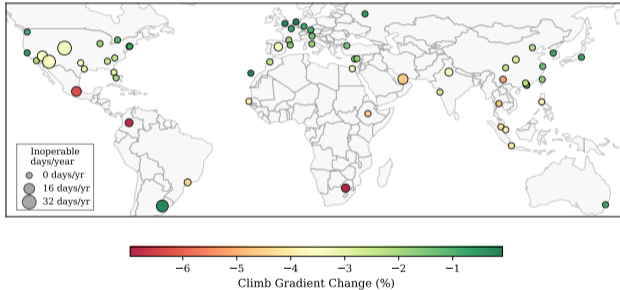 Inoperable
days/year
0 days/yr
16 days/yr
32 days/yr
−6 −5 −4 −3 −2 −1
Climb Gradient Change (%)